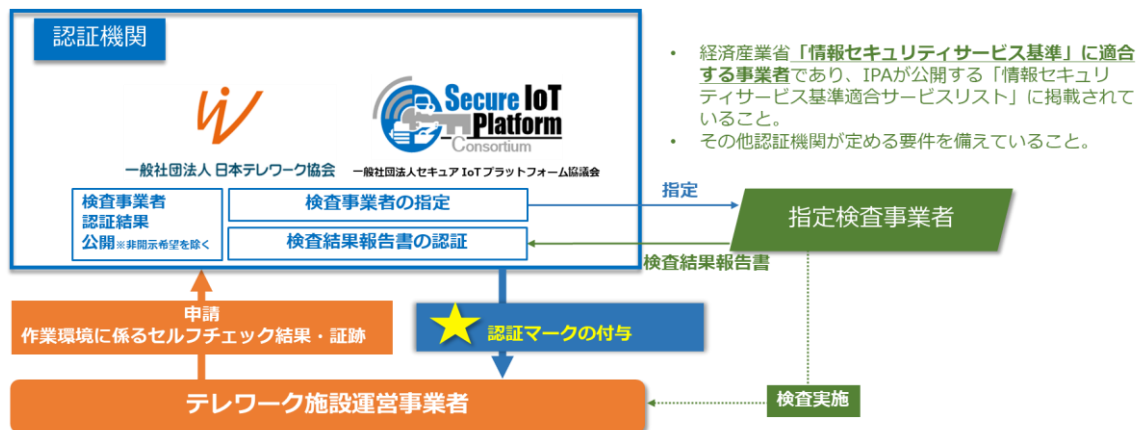 認証機関
Secure IoT
Platform
Consortium
一般社団法人 日本テレワーク協会
一般社団法人セキュア IoT プラットフォーム協議会
検査事業者
認証結果
公開※非開示希望を除く
検査事業者の指定
検査結果報告書の認証
• 経済産業省「情報セキュリティサービス基準」に適合
する事業者であり、IPAが公開する「情報セキュリ
ティサービス基準適合サービスリスト」に掲載されて
いること。
• その他認証機関が定める要件を備えていること。
指定
指定検査事業者
検査結果報告書
申請
作業環境に係るセルフチェック結果・証跡
認証マークの付与
テレワーク施設運営事業者
検査実施